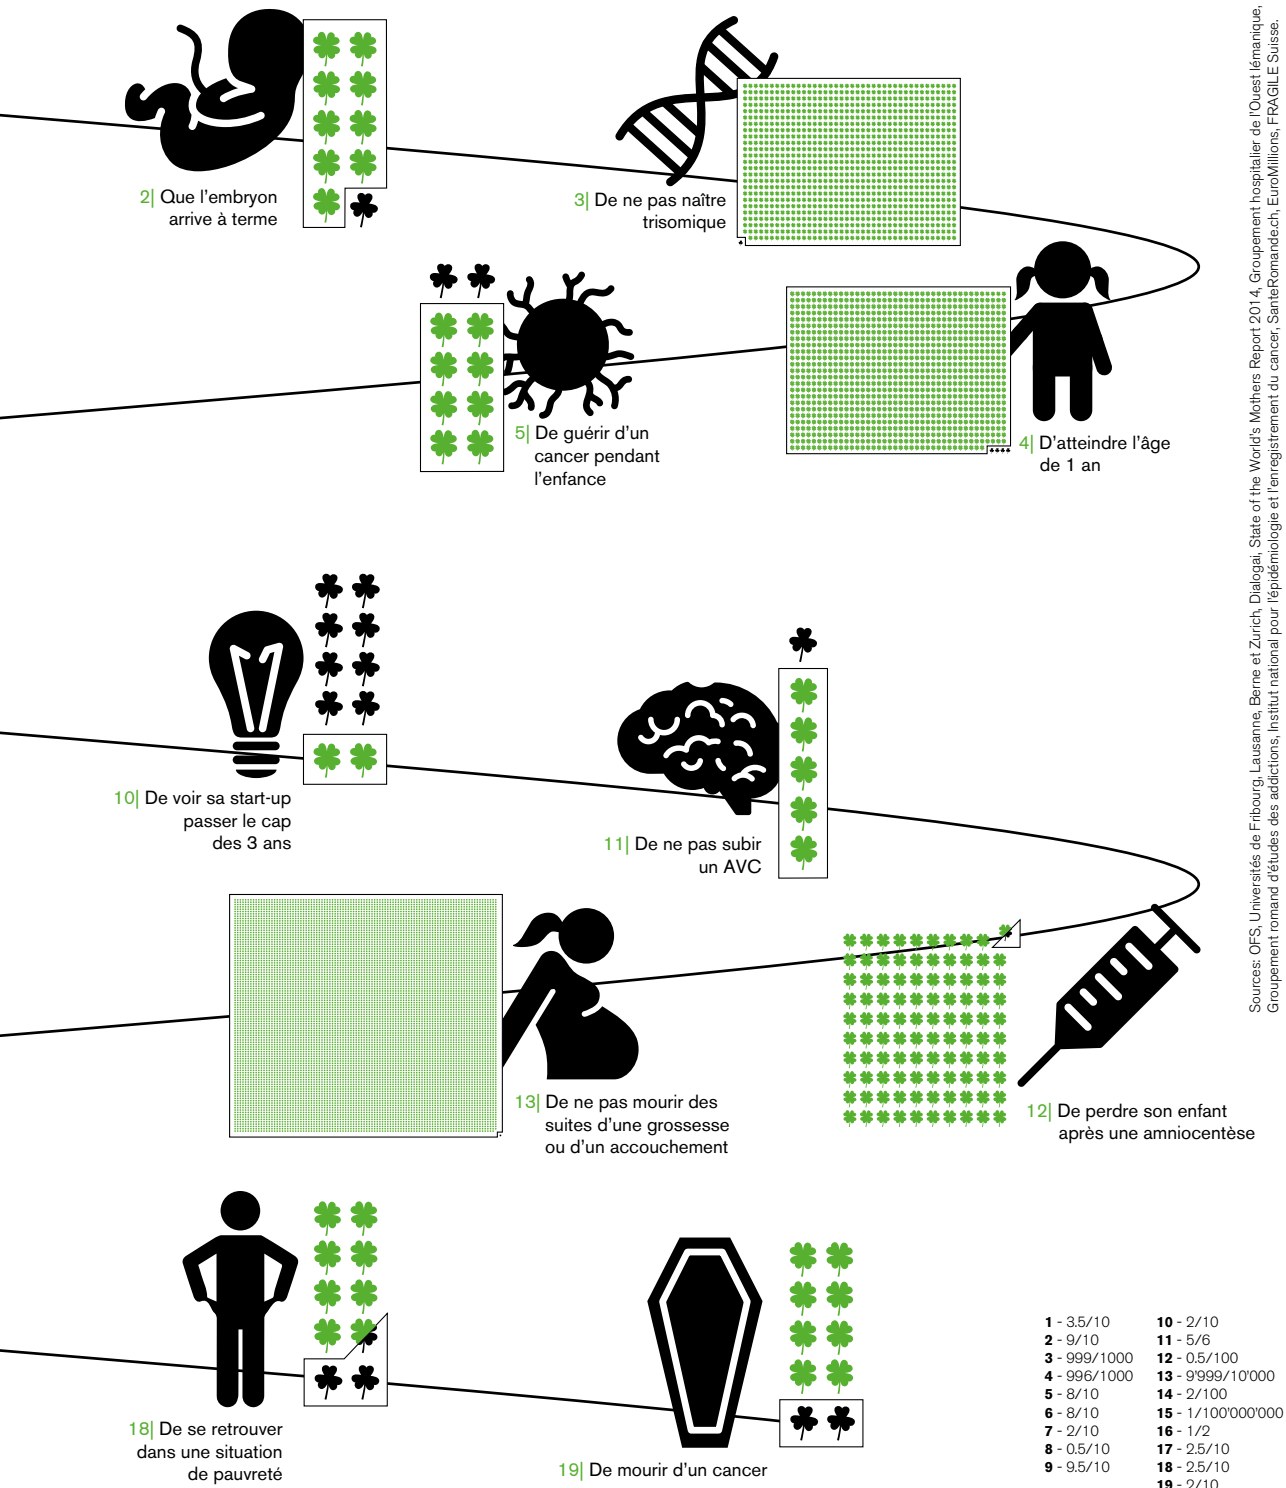 2| Que l'embryon
arrive à terme
3| De ne pas naître
trisomique
4| D'atteindre l'âge
de 1 an
5| De guérir d'un
cancer pendant
l'enfance
10| De voir sa start-up
passer le cap
des 3 ans
11| De ne pas subir
un AVC
12| De perdre son enfant
après une amniocentèse
13| De ne pas mourir des
suites d'une grossesse
ou d'un accouchement
18| De se retrouver
dans une situation
de pauvreté
19| De mourir d'un cancer
1 - 3.5/10
2 - 9/10
3 - 999/1000
4 - 996/1000
5 - 8/10
6 - 8/10
7 - 2/10
8 - 0.5/10
9 - 9.5/10
10 - 2/10
11 - 5/6
12 - 0.5/100
13 - 9'999/10'000
14 - 2/100
15 - 1/100'000'000
16 - 1/2
17 - 2.5/10
18 - 2.5/10
19 - 2/10
Sources: OFS, Universités de Fribourg, Lausanne, Berne et Zurich, Dialogai, State of the World's Mothers Report 2014, Groupement hospitalier de l'Ouest lémanique,
Groupement romand d'études des addictions, Institut national pour l'épidémiologie et l'enregistrement du cancer, SanteRomande.ch, EuroMillions, FRAGILE Suisse.